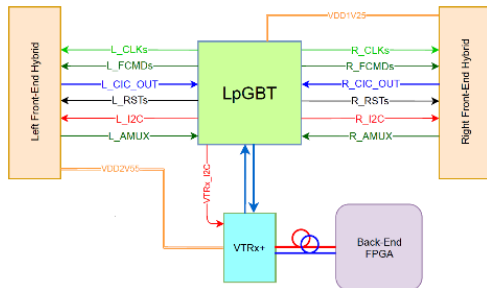 VDD1V25
Left Front-End Hybrid
L_CLKs
L_FCMDs
L_CIC_OUT
L_RSTs
L_I2C
L_AMUX
LpGBT
R_CLKs
R_FCMDs
R_CIC_OUT
R_RSTs
R_I2C
R_AMUX
Right Front-End Hybrid
VDD2V55
VTRx_I2C
VTRx+
Back-End
FPGA